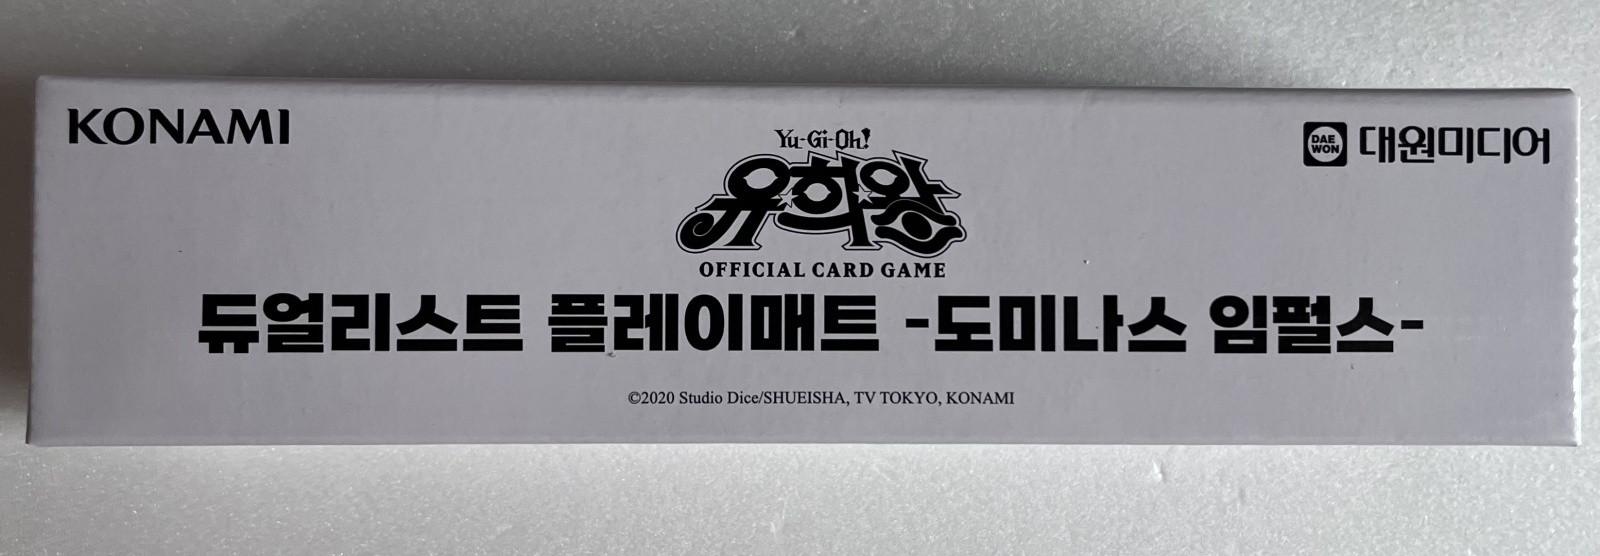 KONAMI
DAE
WON
대원미디어
Yu-Gi-Oh!
유희왕
OFFICIAL CARD GAME
듀얼리스트 플레이매트 -도미나스 임펄스-
©2020 Studio Dice/SHUEISHA, TV TOKYO, KONAMI